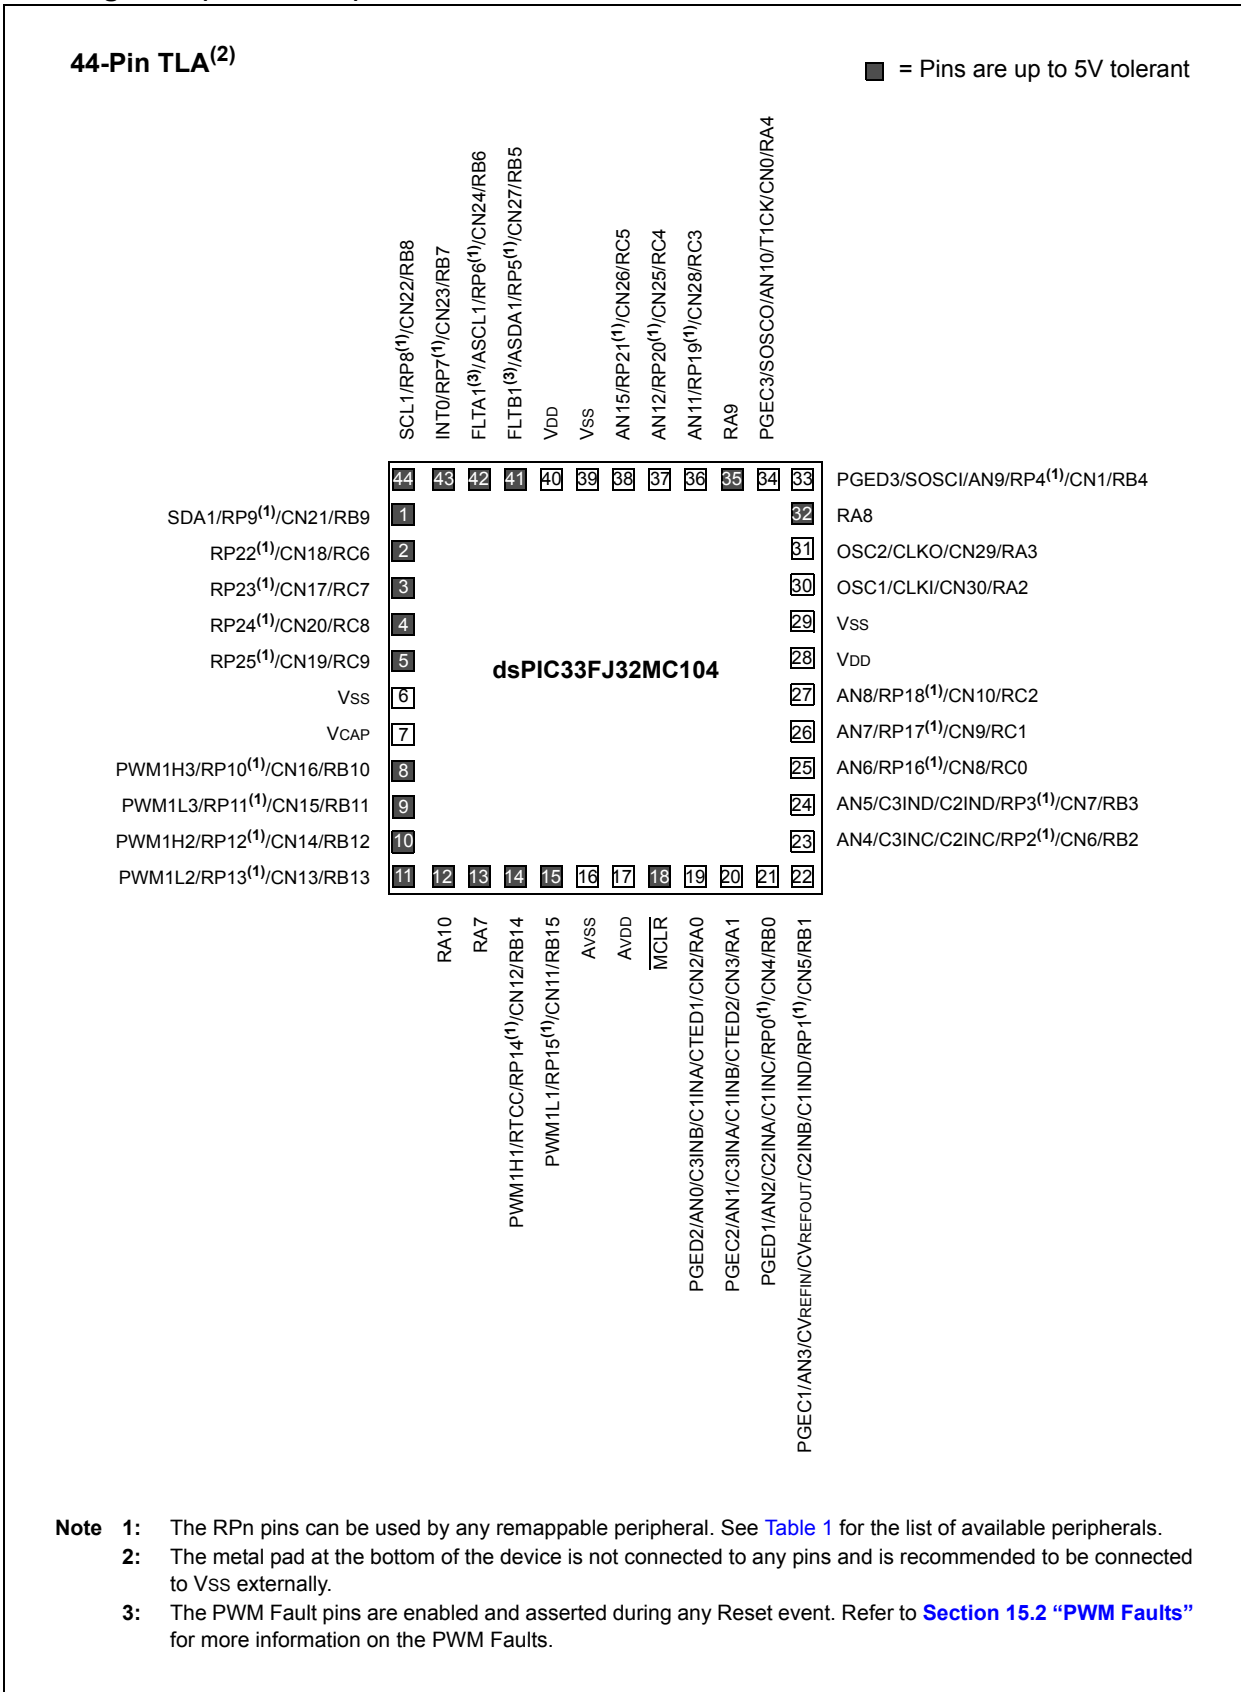 44-Pin TLA(2)
= Pins are up to 5V tolerant
SCL1/RP8(1)/CN22/RB8
INT0/RP7(1)/CN23/RB7
FLTA1(3)/ASCL1/RP6(1)/CN24/RB6
FLTB1(3)/ASDA1/RP5(1)/CN27/RB5
VDD
VSS
AN15/RP21(1)/CN26/RC5
AN12/RP20(1)/CN25/RC4
AN11/RP19(1)/CN28/RC3
RA9
PGEC3/SOSCO/AN10/T1CK/CN0/RA4
44 43 42 41 40 39 38 37 36 35 34 33 PGED3/SOSCI/AN9/RP4(1)/CN1/RB4
SDA1/RP9(1)/CN21/RB9 1 32 RA8
RP22(1)/CN18/RC6 2 31 OSC2/CLKO/CN29/RA3
RP23(1)/CN17/RC7 3 30 OSC1/CLKI/CN30/RA2
RP24(1)/CN20/RC8 4 29 VSS
RP25(1)/CN19/RC9 5 dsPIC33FJ32MC104 28 VDD
VSS 6 27 AN8/RP18(1)/CN10/RC2
VCAP 7 26 AN7/RP17(1)/CN9/RC1
PWM1H3/RP10(1)/CN16/RB10 8 25 AN6/RP16(1)/CN8/RC0
PWM1L3/RP11(1)/CN15/RB11 9 24 AN5/C3IND/C2IND/RP3(1)/CN7/RB3
PWM1H2/RP12(1)/CN14/RB12 10 23 AN4/C3INC/C2INC/RP2(1)/CN6/RB2
PWM1L2/RP13(1)/CN13/RB13 11 12 13 14 15 16 17 18 19 20 21 22
RA10
RA7
PWM1H1/RTCC/RP14(1)/CN12/RB14
PWM1L1/RP15(1)/CN11/RB15
AVSS
AVDD
MCLR
PGED2/AN0/C3INB/C1INA/CTED1/CN2/RA0
PGEC2/AN1/C3INA/C1INB/CTED2/CN3/RA1
PGED1/AN2/C2INA/C1INC/RP0(1)/CN4/RB0
PGEC1/AN3/CVREFIN/CVREFOUT/C2INB/C1IND/RP1(1)/CN5/RB1
Note 1: The RPn pins can be used by any remappable peripheral. See Table 1 for the list of available peripherals.
2: The metal pad at the bottom of the device is not connected to any pins and is recommended to be connected
to VSS externally.
3: The PWM Fault pins are enabled and asserted during any Reset event. Refer to Section 15.2 “PWM Faults”
for more information on the PWM Faults.